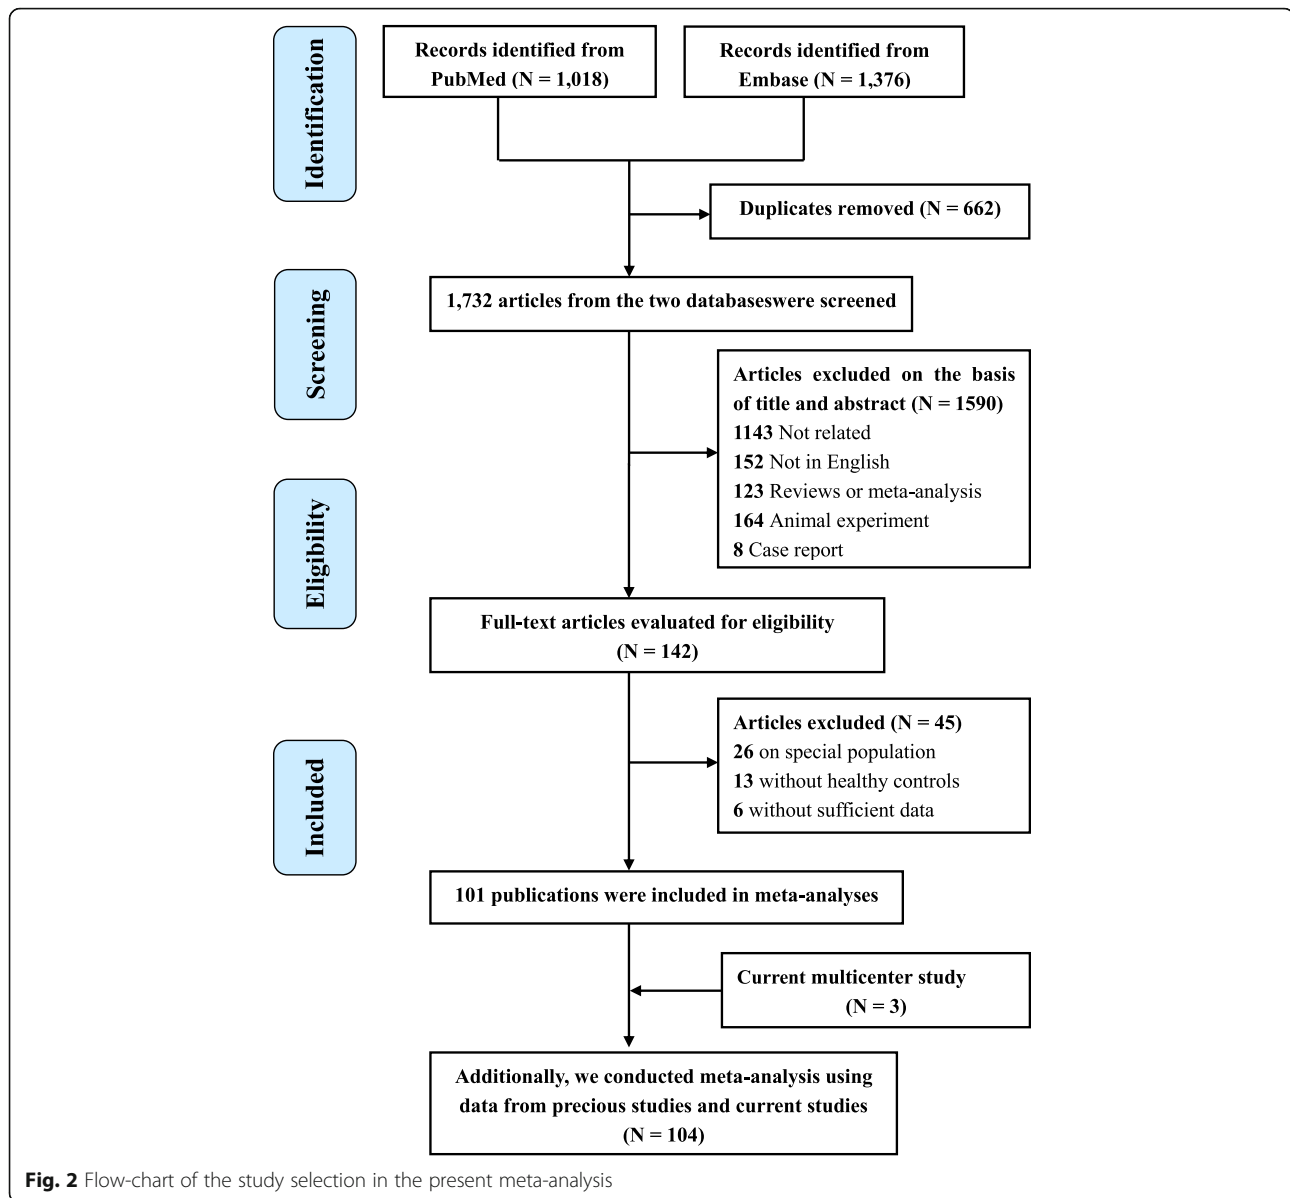 Identification
Records identified from
PubMed (N = 1,018)
Records identified from
Embase (N = 1,376)
Duplicates removed (N = 662)
Screening
1,732 articles from the two databaseswere screened
Articles excluded on the basis
of title and abstract (N = 1590)
1143 Not related
152 Not in English
123 Reviews or meta-analysis
164 Animal experiment
8 Case report
Eligibility
Full-text articles evaluated for eligibility
(N = 142)
Articles excluded (N = 45)
26 on special population
13 without healthy controls
6 without sufficient data
Included
101 publications were included in meta-analyses
Current multicenter study
(N = 3)
Additionally, we conducted meta-analysis using
data from precious studies and current studies
(N = 104)
Fig. 2 Flow-chart of the study selection in the present meta-analysis